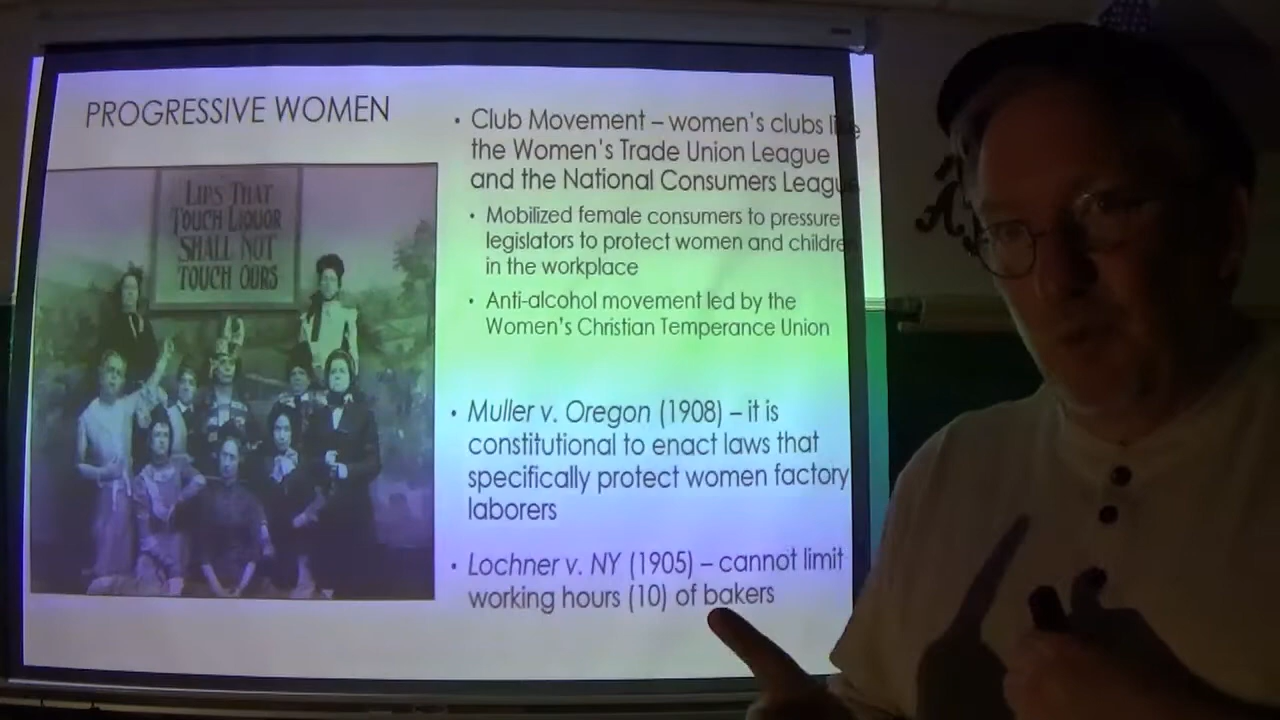 PROGRESSIVE WOMEN
LIPS THAT
TOUCH LIQUOR
SHALL NOT
TOUCH OURS
• Club Movement – women's clubs like
the Women's Trade Union League
and the National Consumers League
• Mobilized female consumers to pressure
legislators to protect women and children
in the workplace
• Anti-alcohol movement led by the
Women's Christian Temperance Union
• Muller v. Oregon (1908) – it is
constitutional to enact laws that
specifically protect women factory
laborers
• Lochner v. NY (1905) – cannot limit
working hours (10) of bakers